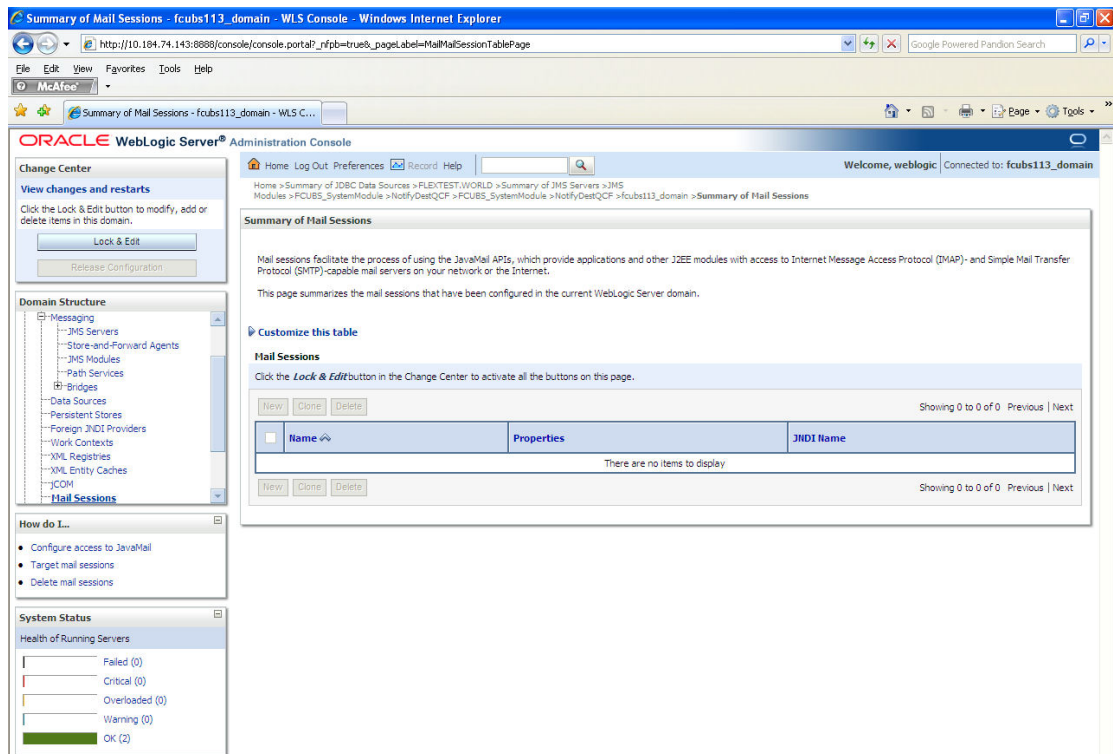 Summary of Mail Sessions - fcubs113_domain - WLS Console - Windows Internet Explorer
http://10.184.74.143:8888/console/console.portal?_nfpb=true&_pageLabel=MailMailSessionTablePage
Google Powered Pandion Search
File Edit View Favorites Tools Help
McAfee
Summary of Mail Sessions - fcubs113_domain - WLS C...
Page Tools
ORACLE WebLogic Server® Administration Console
Change Center
View changes and restarts
Click the Lock & Edit button to modify, add or
delete items in this domain.
Lock & Edit
Release Configuration
Domain Structure
Messaging
JMS Servers
Store-and-Forward Agents
JMS Modules
Path Services
Bridges
Data Sources
Persistent Stores
Foreign JNDI Providers
Work Contexts
XML Registries
XML Entity Caches
jCOM
Mail Sessions
How do I...
Configure access to JavaMail
Target mail sessions
Delete mail sessions
System Status
Health of Running Servers
Failed (0)
Critical (0)
Overloaded (0)
Warning (0)
OK (2)
Home Log Out Preferences Record Help
Welcome, weblogic Connected to: fcubs113_domain
Home >Summary of JDBC Data Sources >FLEXTEST.WORLD >Summary of JMS Servers >JMS
Modules >FCUBS_SystemModule >NotifyDestQCF >FCUBS_SystemModule >NotifyDestQCF >fcubs113_domain >Summary of Mail Sessions
Summary of Mail Sessions
Mail sessions facilitate the process of using the JavaMail APIs, which provide applications and other J2EE modules with access to Internet Message Access Protocol (IMAP)- and Simple Mail Transfer
Protocol (SMTP)-capable mail servers on your network or the Internet.
This page summarizes the mail sessions that have been configured in the current WebLogic Server domain.
Customize this table
Mail Sessions
Click the Lock & Edit button in the Change Center to activate all the buttons on this page.
New Clone Delete Showing 0 to 0 of 0 Previous | Next
Name Properties JNDI Name
There are no items to display
New Clone Delete Showing 0 to 0 of 0 Previous | Next